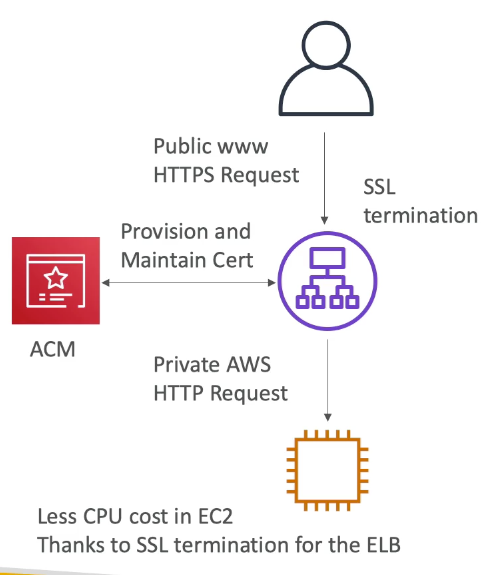 Public www
HTTPS Request
SSL
termination
Provision and
Maintain Cert
ACM
Private AWS
HTTP Request
Less CPU cost in EC2
Thanks to SSL termination for the ELB